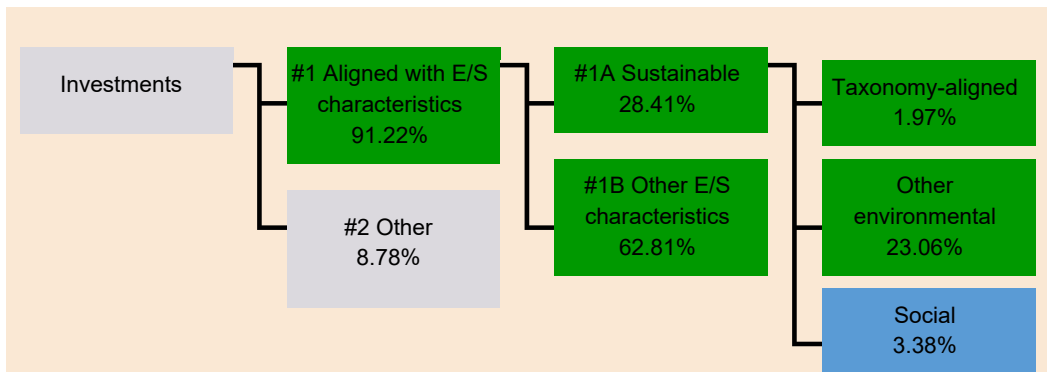 Investments
#1 Aligned with E/S
characteristics
91.22%
#2 Other
8.78%
#1A Sustainable
28.41%
#1B Other E/S
characteristics
62.81%
Taxonomy-aligned
1.97%
Other
environmental
23.06%
Social
3.38%